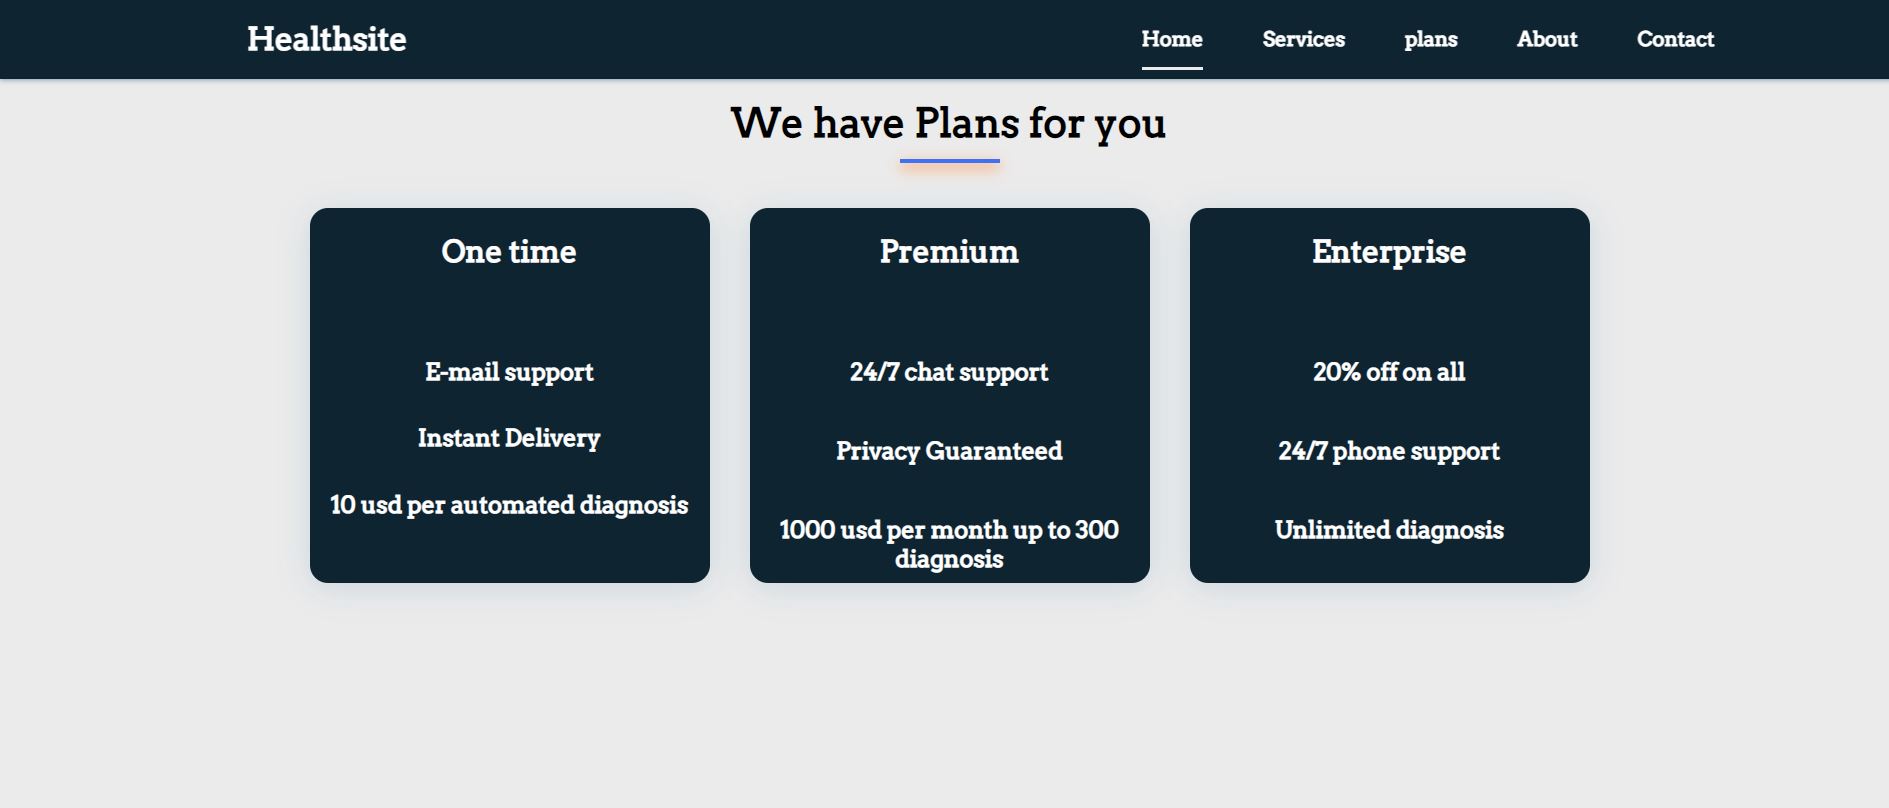 Healthsite
Home
Services
plans
About
Contact
We have Plans for you
One time
E-mail support
Instant Delivery
10 usd per automated diagnosis
Premium
24/7 chat support
Privacy Guaranteed
1000 usd per month up to 300
diagnosis
Enterprise
20% off on all
24/7 phone support
Unlimited diagnosis